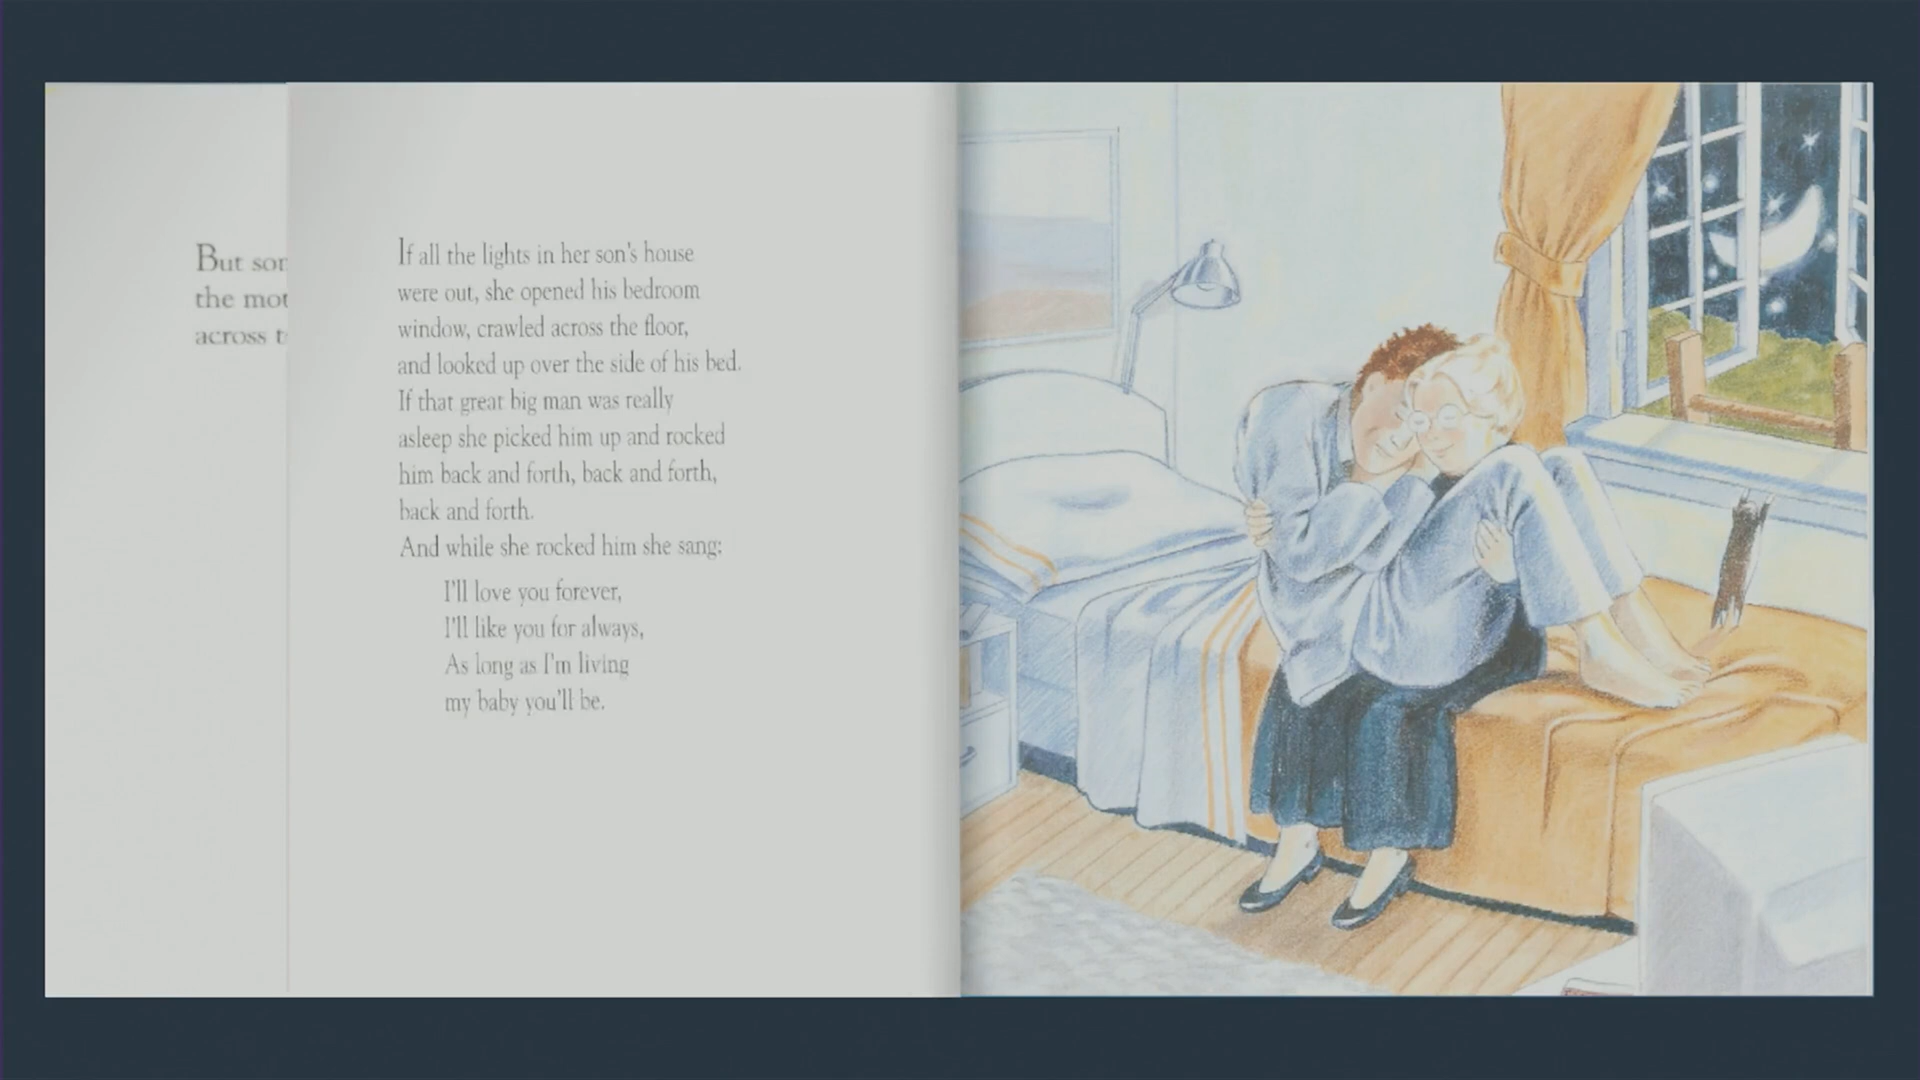 But
the
across
If all the lights in her son's house
were out, she opened his bedroom
window, crawled across the floor,
and looked up over the side of his bed.
If that great big man was really
asleep she picked him up and rocked
him back and forth, back and forth,
back and forth.
And while she rocked him she sang:
I'll love you forever,
I'll like you for always,
As long as I'm living
my baby you'll be.